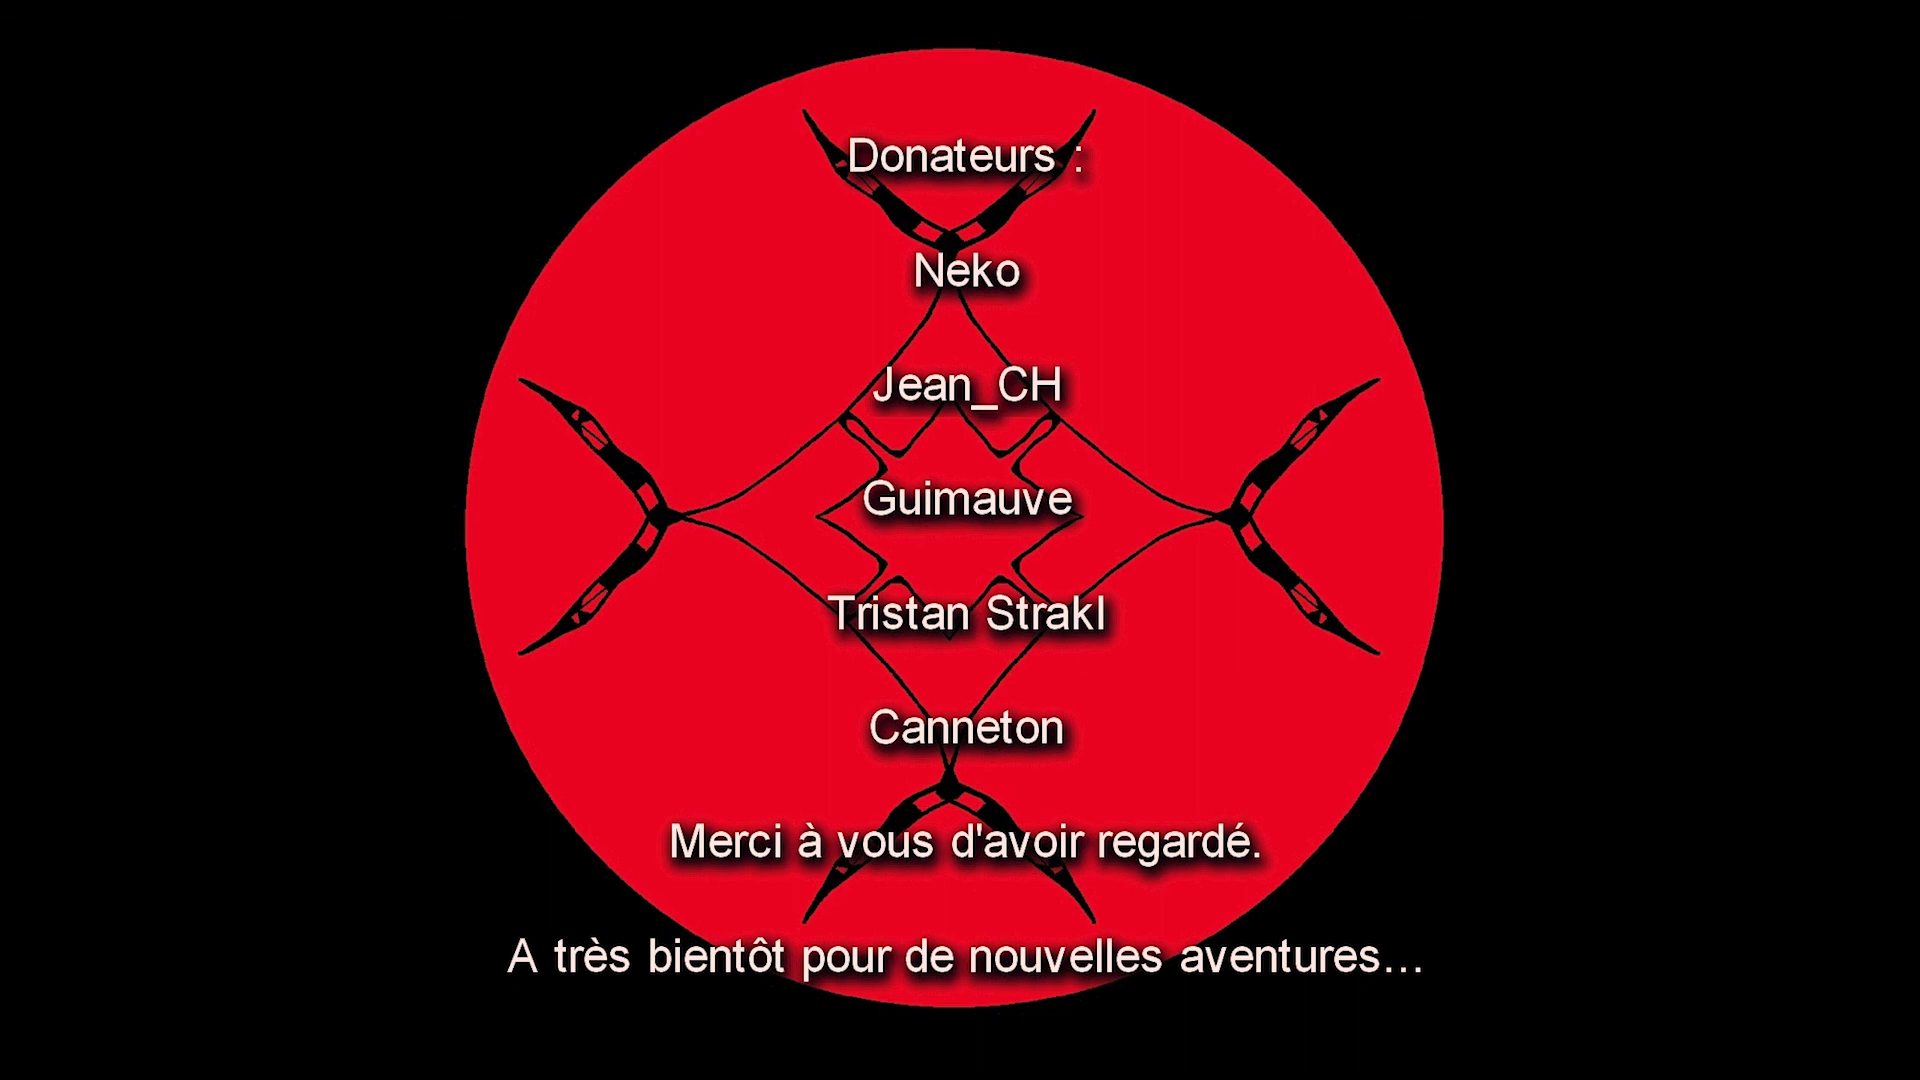 Donateurs :
Neko
Jean_CH
Guimauve
Tristan Strakl
Canneton
Merci à vous d'avoir regardé.
A très bientôt pour de nouvelles aventures...